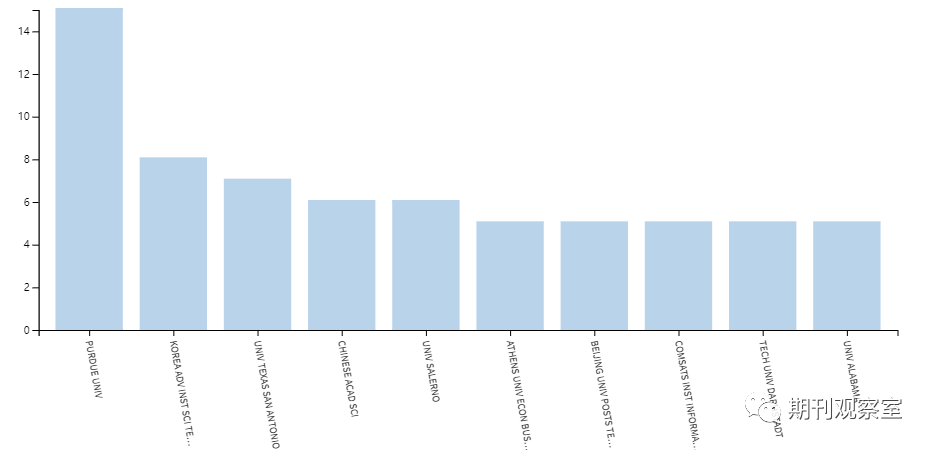 14
12
10
8
6
4
2
0
PURDUE UNIV
KOREA ADV INST SCI TE...
UNIV TEXAS SAN ANTONIO
CHINESE ACAD SCI
UNIV SALERNO
ATHENS UNIV ECON BUS...
BEIJING UNIV POSTS TE...
COMSATS INST INFORMA...
TECH UNIV
UNIV
期刊观察室